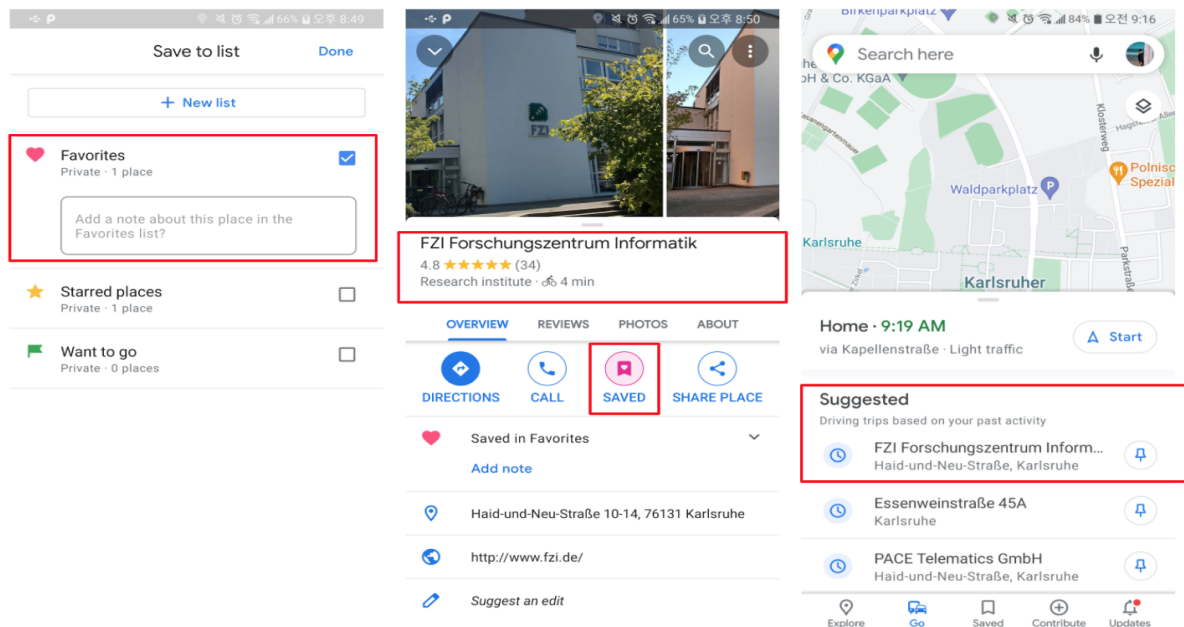 66% 오후 8:49
Save to list
Done
+ New list
Favorites
Private · 1 place
Add a note about this place in the
Favorites list?
Starred places
Private · 1 place
Want to go
Private · 0 places
65% 오후 8:50
FZI
FZI Forschungszentrum Informatik
4.8 ★★★★★ (34)
Research institute · 4 min
OVERVIEW
REVIEWS
PHOTOS
ABOUT
DIRECTIONS
CALL
SAVED
SHARE PLACE
Saved in Favorites
Add note
Haid-und-Neu-Straße 10-14, 76131 Karlsruhe
http://www.fzi.de/
Suggest an edit
Birkenparkplatz
84% 오전 9:16
Search here
H & Co. KGaA
Klosterweg
Polnisc
Spezial
Waldparkplatz
Karlsruhe
Parkstraße
Karlsruher
Home · 9:19 AM
via Kapellenstraße · Light traffic
Start
Suggested
Driving trips based on your past activity
FZI Forschungszentrum Inform...
Haid-und-Neu-Straße, Karlsruhe
Essenweinstraße 45A
Karlsruhe
PACE Telematics GmbH
Haid-und-Neu-Straße, Karlsruhe
Explore
Go
Saved
Contribute
Updates